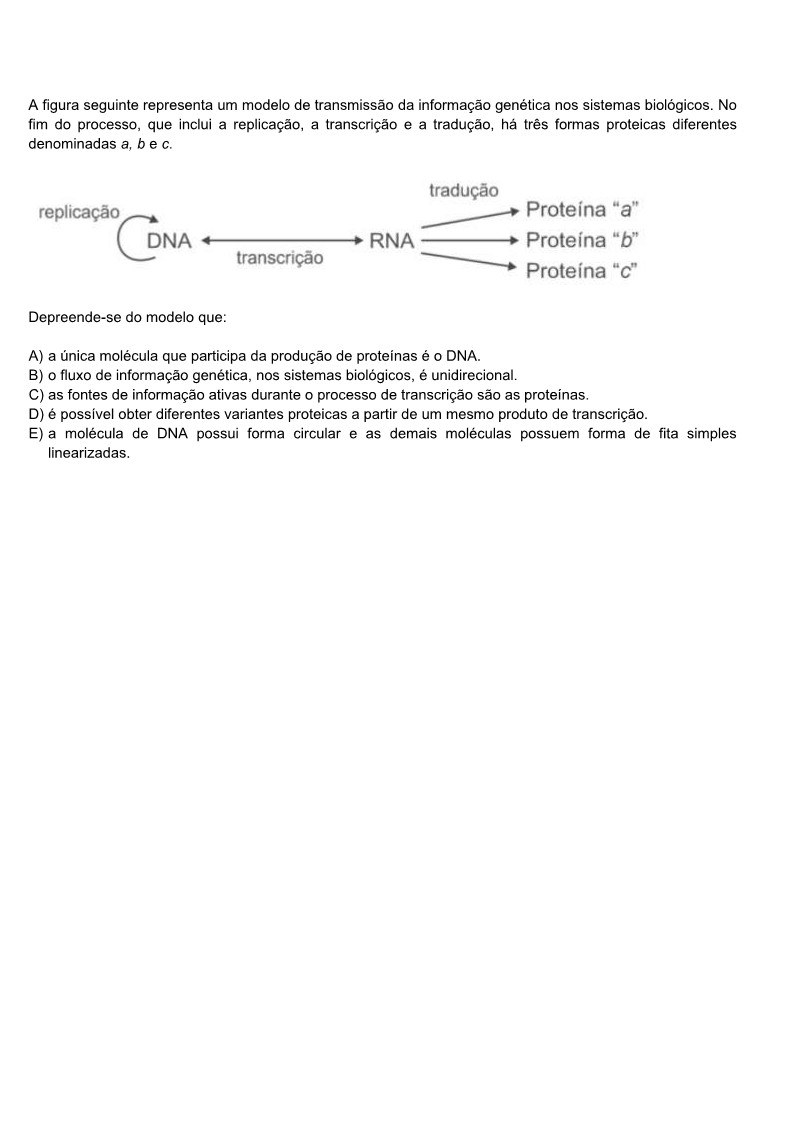 A figura seguinte representa um modelo de transmissão da informação genética nos sistemas biológicos. No
fim do processo, que inclui a replicação, a transcrição e a tradução, há três formas proteicas diferentes
denominadas a, b e c.
replicação
DNA
transcrição
RNA
tradução
Proteína “a”
Proteína “b”
Proteína “c”
Depreende-se do modelo que:
A) a única molécula que participa da produção de proteínas é o DNA.
B) o fluxo de informação genética, nos sistemas biológicos, é unidirecional.
C) as fontes de informação ativas durante o processo de transcrição são as proteínas.
D) é possível obter diferentes variantes proteicas a partir de um mesmo produto de transcrição.
E) a molécula de DNA possui forma circular e as demais moléculas possuem forma de fita simples
linearizadas.